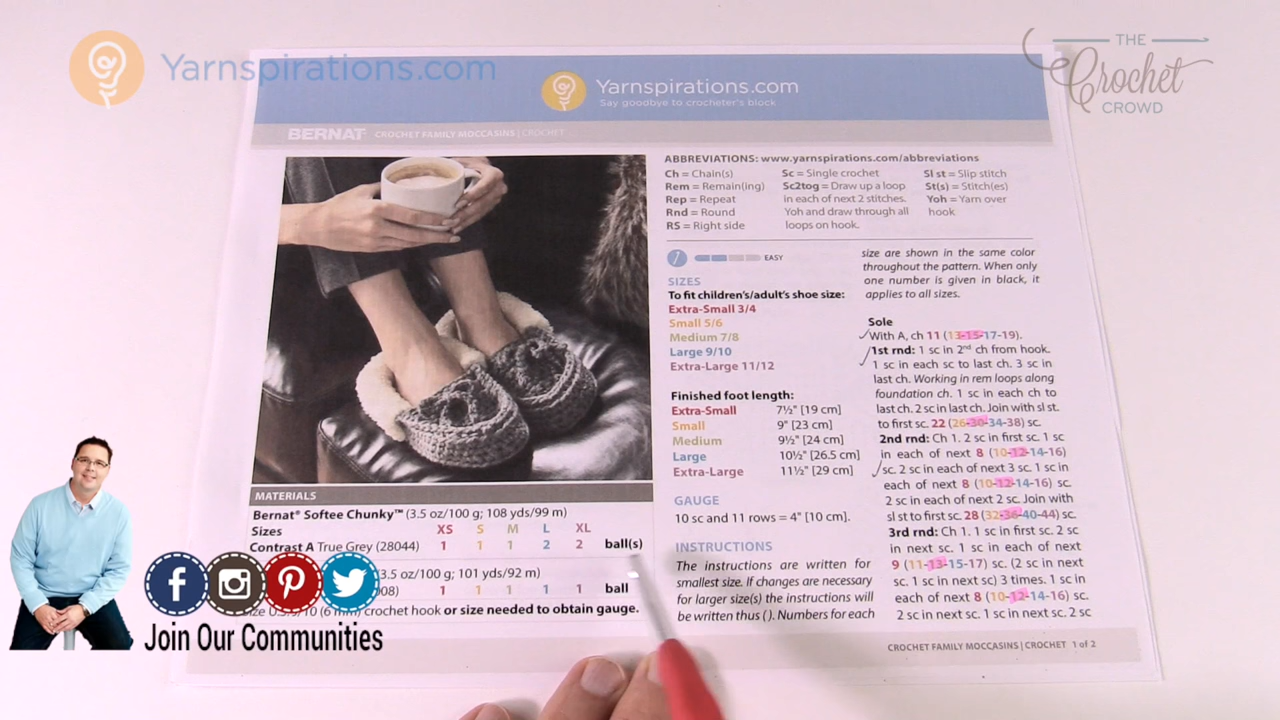 Yarnspirations.com
THE
Crochet
CROWD
Yarnspirations.com
Say goodbye to crocheter's block
BERNAT CROCHET FAMILY MOCCASINS | CROCHET
ABBREVIATIONS: www.yarnspirations.com/abbreviations
Ch = Chain(s)
Rem = Remain(ing)
Rep = Repeat
Rnd = Round
RS = Right side
Sc = Single crochet
Sc2tog = Draw up a loop
in each of next 2 stitches.
Yoh and draw through all
loops on hook.
Sl st = Slip stitch
St(s) = Stitch(es)
Yoh = Yarn over
hook
EASY
SIZES
To fit children's/adult's shoe size:
Extra-Small 3/4
Small 5/6
Medium 7/8
Large 9/10
Extra-Large 11/12
Finished foot length:
Extra-Small 7½" [19 cm]
Small 9" [23 cm]
Medium 9½" [24 cm]
Large 10½" [26.5 cm]
Extra-Large 11½" [29 cm]
GAUGE
10 sc and 11 rows = 4" [10 cm].
INSTRUCTIONS
The instructions are written for
smallest size. If changes are necessary
for larger size(s) the instructions will
be written thus ( ). Numbers for each
size are shown in the same color
throughout the pattern. When only
one number is given in black, it
applies to all sizes.
Sole
With A, ch 11 (13-15-17-19).
1st rnd: 1 sc in 2nd ch from hook.
1 sc in each sc to last ch. 3 sc in
last ch. Working in rem loops along
foundation ch. 1 sc in each ch to
last ch. 2 sc in last ch. Join with sl st.
to first sc. 22 (26-30-34-38) sc.
2nd rnd: Ch 1. 2 sc in first sc. 1 sc
in each of next 8 (10-12-14-16)
sc. 2 sc in each of next 3 sc. 1 sc in
each of next 8 (10-12-14-16) sc.
2 sc in each of next 2 sc. Join with
sl st to first sc. 28 (32-36-40-44) sc.
3rd rnd: Ch 1. 1 sc in first sc. 2 sc
in next sc. 1 sc in each of next
9 (11-13-15-17) sc. (2 sc in next
sc. 1 sc in next sc) 3 times. 1 sc in
each of next 8 (10-12-14-16) sc.
2 sc in next sc. 1 sc in next sc. 2 sc
MATERIALS
Bernat® Softee Chunky™ (3.5 oz/100 g; 108 yds/99 m)
Sizes XS S M L XL
Contrast A True Grey (28044) 1 1 1 2 2 ball(s)
3.5 oz/100 g; 101 yds/92 m)
08) 1 1 1 1 1 ball
(6 mm) crochet hook or size needed to obtain gauge.
Join Our Communities
CROCHET FAMILY MOCCASINS | CROCHET 1 of 2